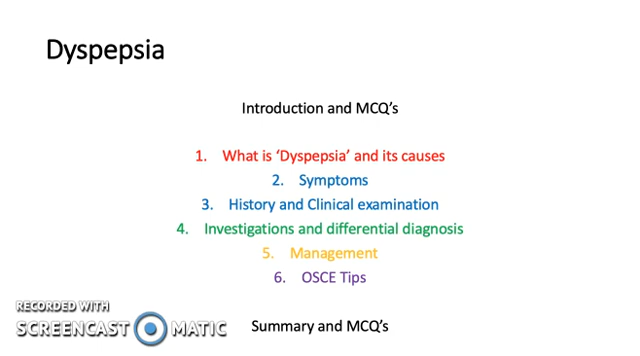 Dyspepsia
Introduction and MCQ's
1. What is 'Dyspepsia' and its causes
2. Symptoms
3. History and Clinical examination
4. Investigations and differential diagnosis
5. Management
6. OSCE Tips
RECORDED WITH
SCREENCAST MATIC
Summary and MCQ's